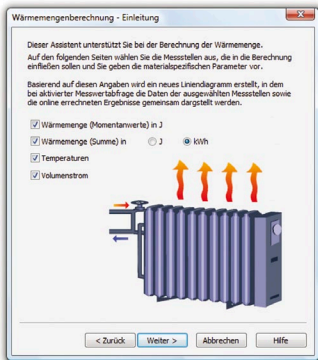 Wärmemengenberechnung - Einleitung
Dieser Assistent unterstützt Sie bei der Berechnung der Wärmemenge.
Auf den folgenden Seiten wählen Sie die Messstellen aus, die in die Berechnung
einfließen sollen und Sie geben die materialspezifischen Parameter vor.
Basierend auf diesen Angaben wird ein neues Liniendiagramm erstellt, in dem
bei aktivierter Messwertabfrage die Daten der ausgewählten Messstellen sowie
die online errechneten Ergebnisse gemeinsam dargstellt werden.
Wärmemenge (Momentanwerte) in J
Wärmemenge (Summe) in J kWh
Temperaturen
Volumenstrom
< Zurück Weiter > Abbrechen Hilfe